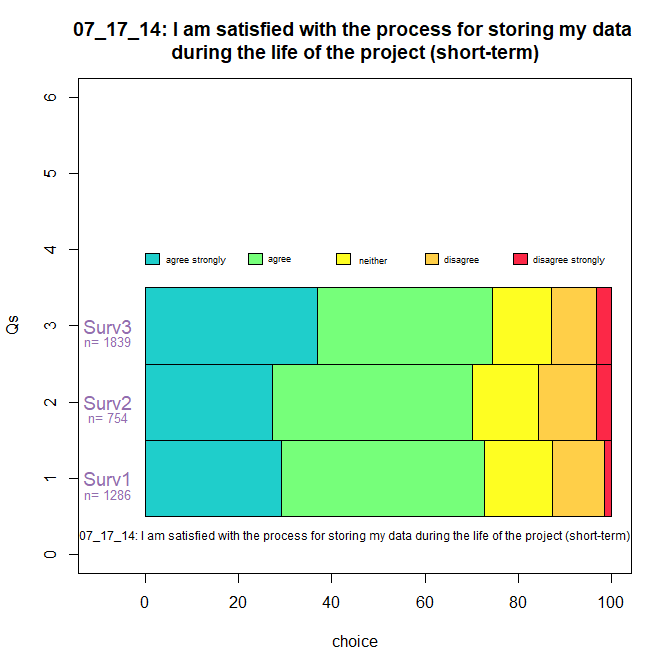 07_17_14: I am satisfied with the process for storing my data
during the life of the project (short-term)
6
5
4
agree strongly agree neither disagree disagree strongly
Qs
3
Surv3
n= 1839
2
Surv2
n= 754
1
Surv1
n= 1286
07_17_14: I am satisfied with the process for storing my data during the life of the project (short-term)
0
0 20 40 60 80 100
choice